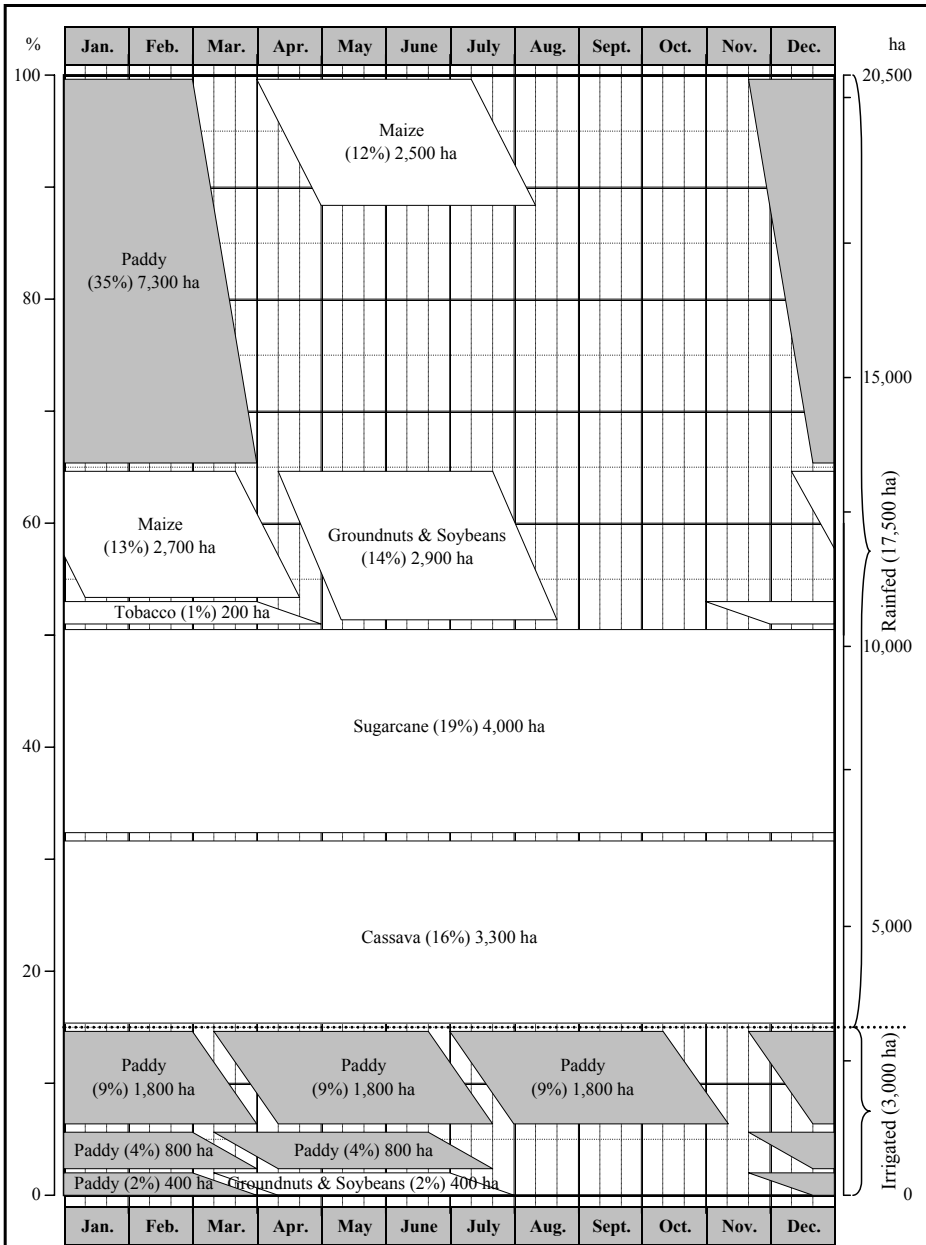 % Jan. Feb. Mar. Apr. May June July Aug. Sept. Oct. Nov. Dec. ha
100 20,500
Maize
(12%) 2,500 ha
Paddy
(35%) 7,300 ha
80
15,000
Maize
(13%) 2,700 ha
Groundnuts & Soybeans
(14%) 2,900 ha
60
Rainfed (17,500 ha)
Tobacco (1%) 200 ha
10,000
Sugarcane (19%) 4,000 ha
40
Cassava (16%) 3,300 ha
5,000
20
Paddy
(9%) 1,800 ha
Paddy
(9%) 1,800 ha
Paddy
(9%) 1,800 ha
Irrigated (3,000 ha)
Paddy (4%) 800 ha
Paddy (4%) 800 ha
Paddy (2%) 400 ha
Groundnuts & Soybeans (2%) 400 ha
0 0
Jan. Feb. Mar. Apr. May June July Aug. Sept. Oct. Nov. Dec.